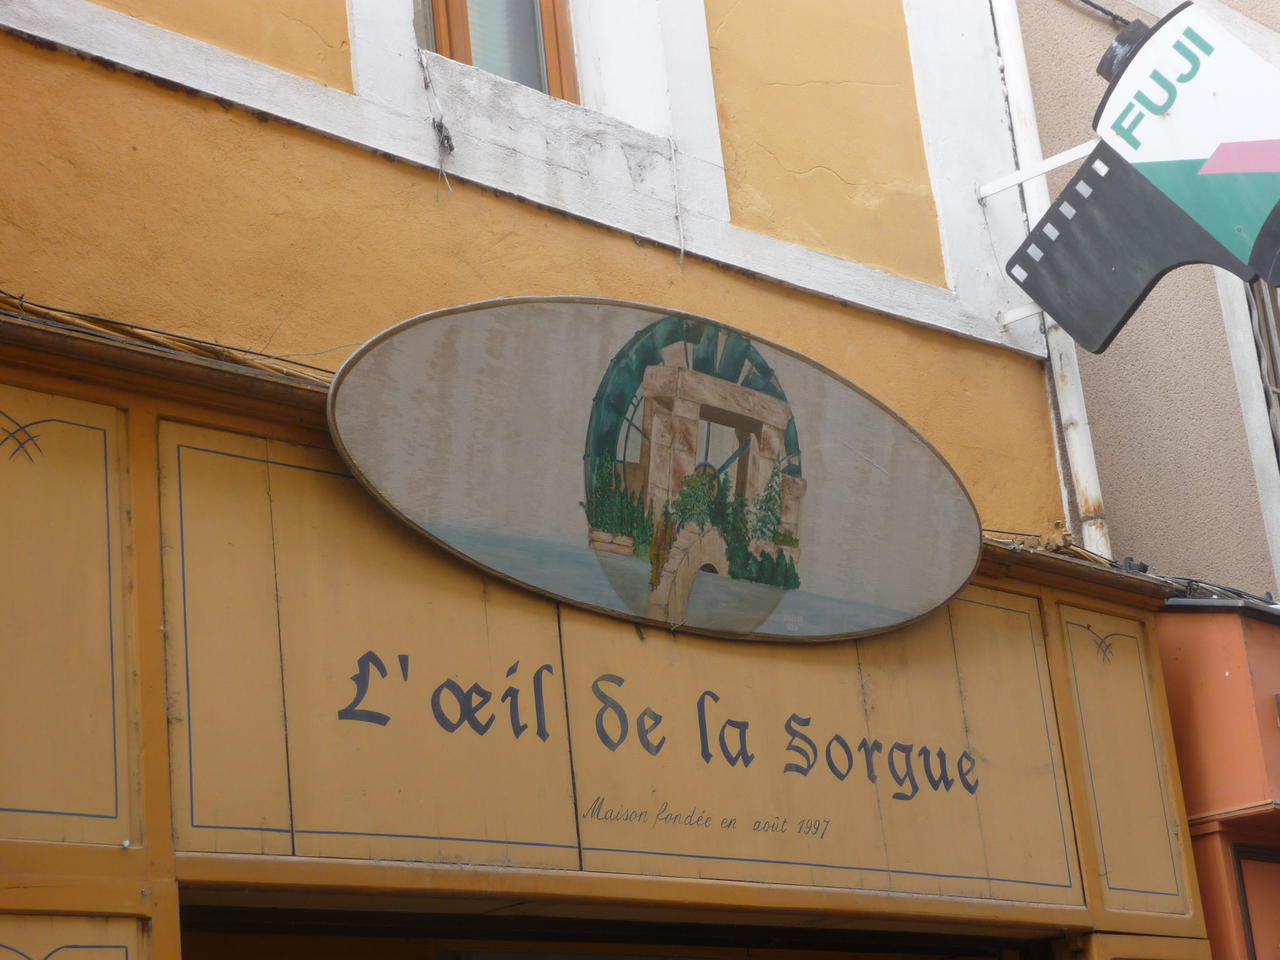 FUJI
L'œil de la Sorgue
Maison fondée en août 1997